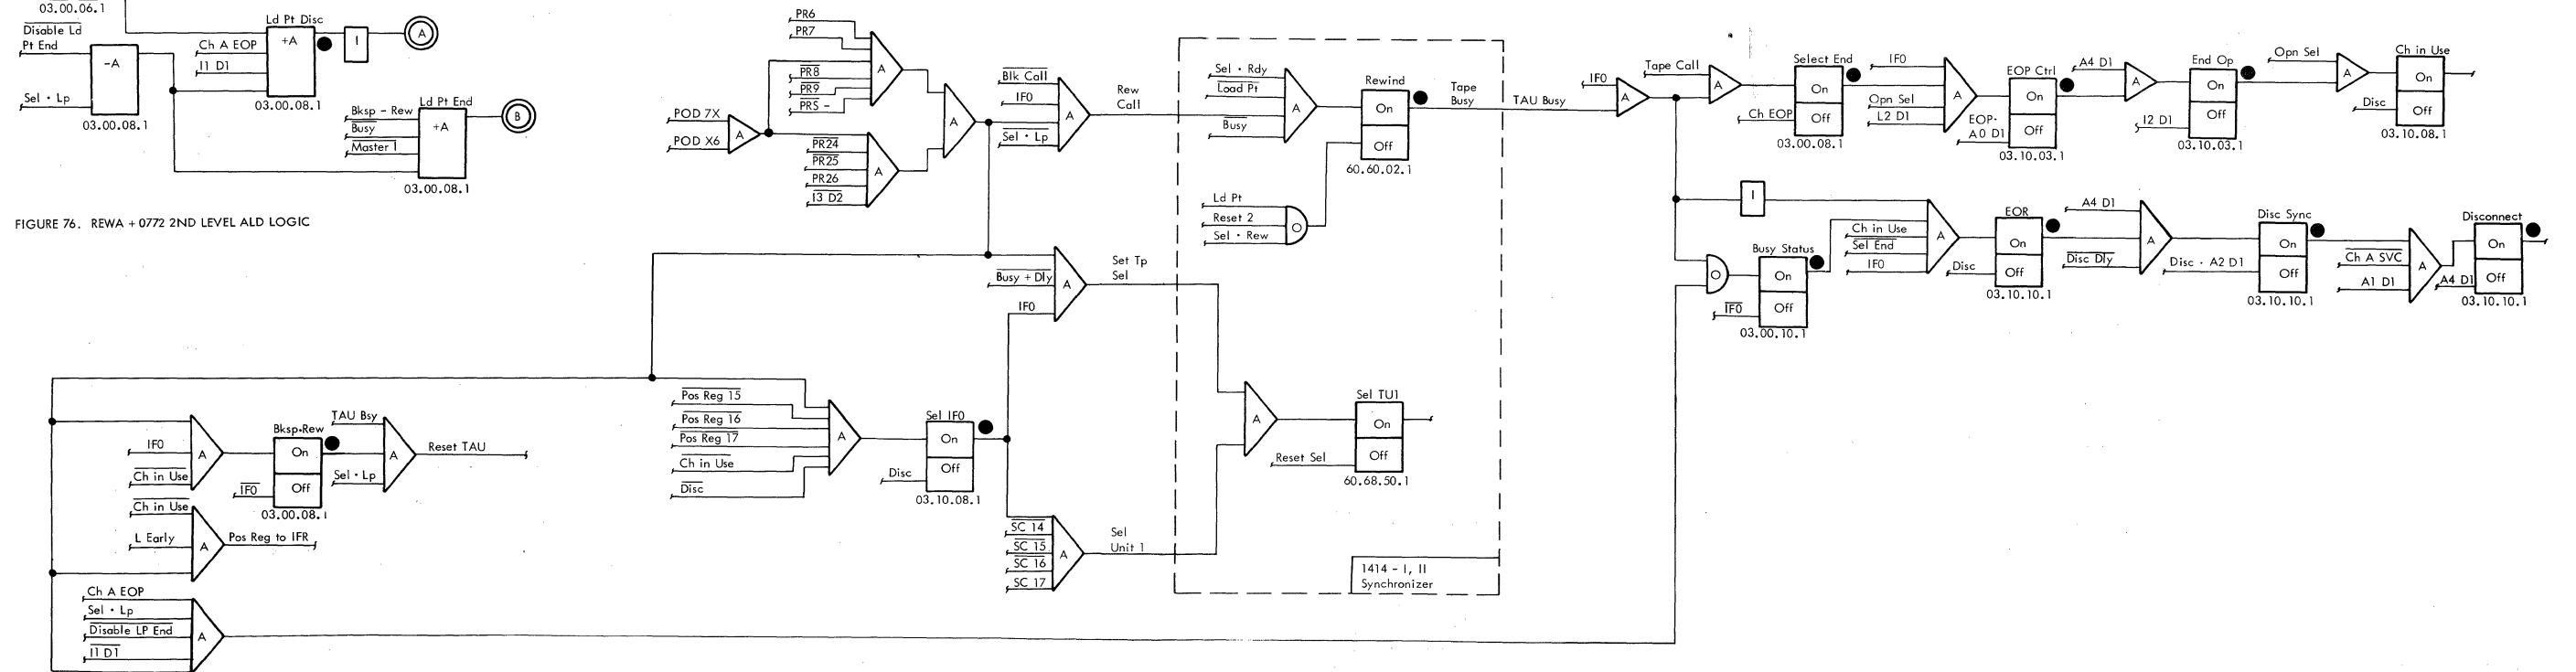 03.00.06.1
Disable Ld
Pt End
Sel • Lp
-A
03.00.08.1
Ld Pt Disc
Ch A EOP
I1 D1
+A
03.00.08.1
I
A
Ld Pt End
Bksp - Rew
Busy
Master 1
+A
03.00.08.1
B
FIGURE 76. REWA + 0772 2ND LEVEL ALD LOGIC
PR6
PR7
PR8
PR9
PR5 -
A
POD 7X
POD X6
A
PR24
PR25
PR26
I3 D2
A
A
Blk Call
IF0
Sel • Lp
A
Rew
Call
Sel • Rdy
Load Pt
Busy
A
Rewind
On
Off
60.60.02.1
Tape
Busy
TAU Busy
Ld Pt
Reset 2
Sel • Rew
O
Busy + Dly
IF0
A
Set Tp
Sel
Pos Reg 15
Pos Reg 16
Pos Reg 17
Ch in Use
Disc
A
Sel IF0
On
Off
Disc
03.10.08.1
SC 14
SC 15
SC 16
SC 17
A
Sel
Unit 1
A
Sel TU1
On
Off
Reset Sel
60.68.50.1
1414 - I, II
Synchronizer
IF0
Ch in Use
A
Bksp•Rew
On
Off
IF0
03.00.08.1
TAU Bsy
Sel • Lp
A
Reset TAU
Ch in Use
L Early
A
Pos Reg to IFR
Ch A EOP
Sel • Lp
Disable LP End
I1 D1
A
IF0
A
Tape Call
A
Select End
On
Off
Ch EOP
03.00.08.1
IF0
Opn Sel
L2 D1
A
EOP Ctrl
On
Off
EOP•
A0 D1
03.10.03.1
A4 D1
A
End Op
On
Off
I2 D1
03.10.03.1
Opn Sel
A
Ch in Use
On
Off
Disc
03.10.08.1
I
O
Busy Status
On
Off
IF0
03.00.10.1
Ch in Use
Sel End
IF0
A
EOR
On
Off
Disc
03.10.10.1
A4 D1
Disc Dly
A
Disc Sync
On
Off
Disc • A2 D1
03.10.10.1
Ch A SVC
A1 D1
A
Disconnect
On
Off
A4 D1
03.10.10.1